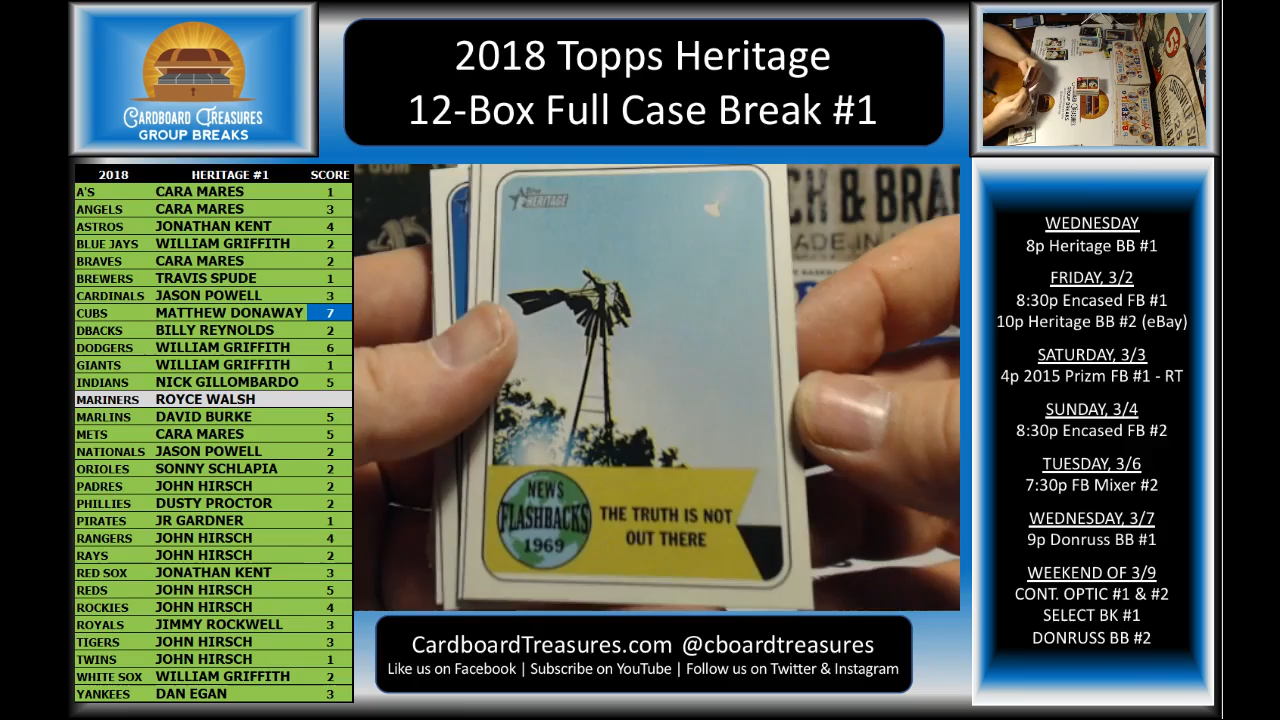 CARDBOARD TREASURES
GROUP BREAKS
2018 Topps Heritage
12-Box Full Case Break #1
2018 HERITAGE #1 SCORE
A'S CARA MARES 1
ANGELS CARA MARES 3
ASTROS JONATHAN KENT 4
BLUE JAYS WILLIAM GRIFFITH 2
BRAVES CARA MARES 2
BREWERS TRAVIS SPUDE 1
CARDINALS JASON POWELL 3
CUBS MATTHEW DONAWAY 7
DBACKS BILLY REYNOLDS 2
DODGERS WILLIAM GRIFFITH 6
GIANTS WILLIAM GRIFFITH 1
INDIANS NICK GILLOMBARDO 5
MARINERS ROYCE WALSH
MARLINS DAVID BURKE 5
METS CARA MARES 5
NATIONALS JASON POWELL 2
ORIOLES SONNY SCHLAPIA 2
PADRES JOHN HIRSCH 2
PHILLIES DUSTY PROCTOR 2
PIRATES JR GARDNER 1
RANGERS JOHN HIRSCH 4
RAYS JOHN HIRSCH 2
RED SOX JONATHAN KENT 3
REDS JOHN HIRSCH 5
ROCKIES JOHN HIRSCH 4
ROYALS JIMMY ROCKWELL 3
TIGERS JOHN HIRSCH 3
TWINS JOHN HIRSCH 1
WHITE SOX WILLIAM GRIFFITH 2
YANKEES DAN EGAN 3
Topps
HERITAGE
CH & BRAD
ADE IN
NEWS
FLASHBACKS
1969
THE TRUTH IS NOT
OUT THERE
CardboardTreasures.com @cboardtreasures
Like us on Facebook | Subscribe on YouTube | Follow us on Twitter & Instagram
WEDNESDAY
8p Heritage BB #1
FRIDAY, 3/2
8:30p Encased FB #1
10p Heritage BB #2 (eBay)
SATURDAY, 3/3
4p 2015 Prizm FB #1 - RT
SUNDAY, 3/4
8:30p Encased FB #2
TUESDAY, 3/6
7:30p FB Mixer #2
WEDNESDAY, 3/7
9p Donruss BB #1
WEEKEND OF 3/9
CONT. OPTIC #1 & #2
SELECT BK #1
DONRUSS BB #2